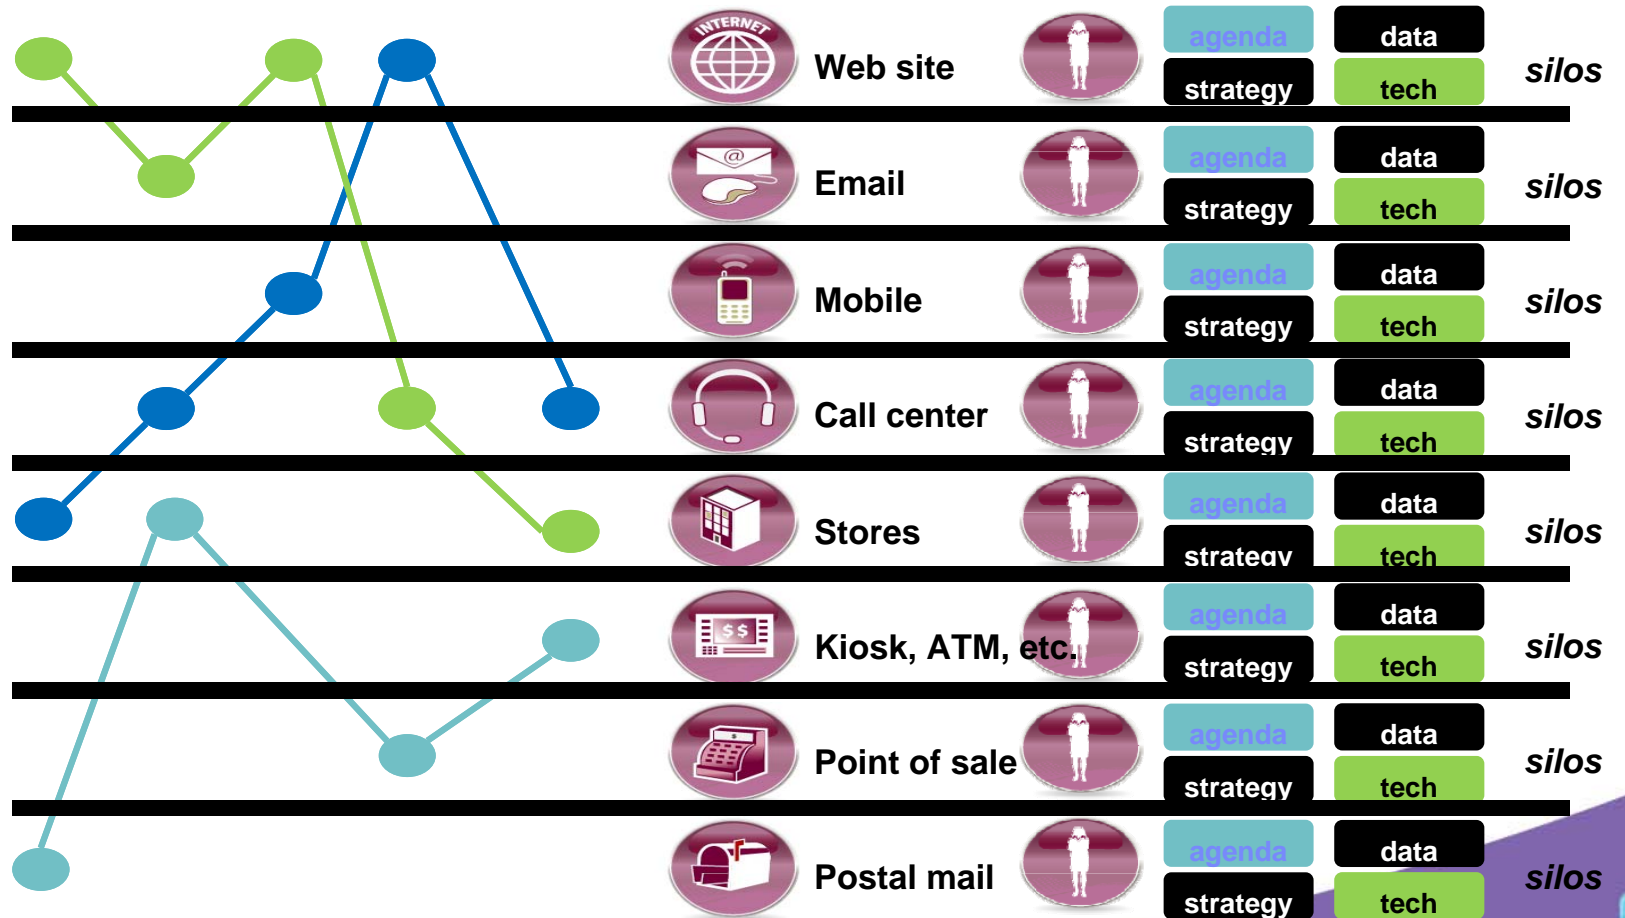 INTERNET
Web site
agenda data
strategy tech
silos
@
Email
agenda data
strategy tech
silos
Mobile
agenda data
strategy tech
silos
Call center
agenda data
strategy tech
silos
Stores
agenda data
strategy tech
silos
$$
Kiosk, ATM, etc.
agenda data
strategy tech
silos
$
Point of sale
agenda data
strategy tech
silos
Postal mail
agenda data
strategy tech
silos